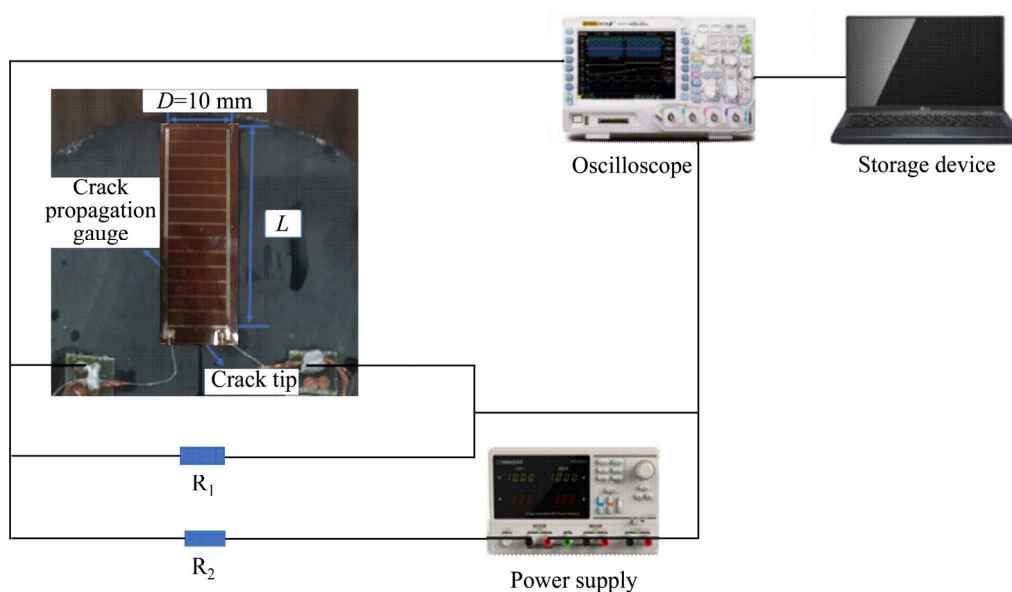 D=10 mm
Crack
propagation
gauge
L
Crack tip
R1
R2
Oscilloscope
Storage device
Power supply